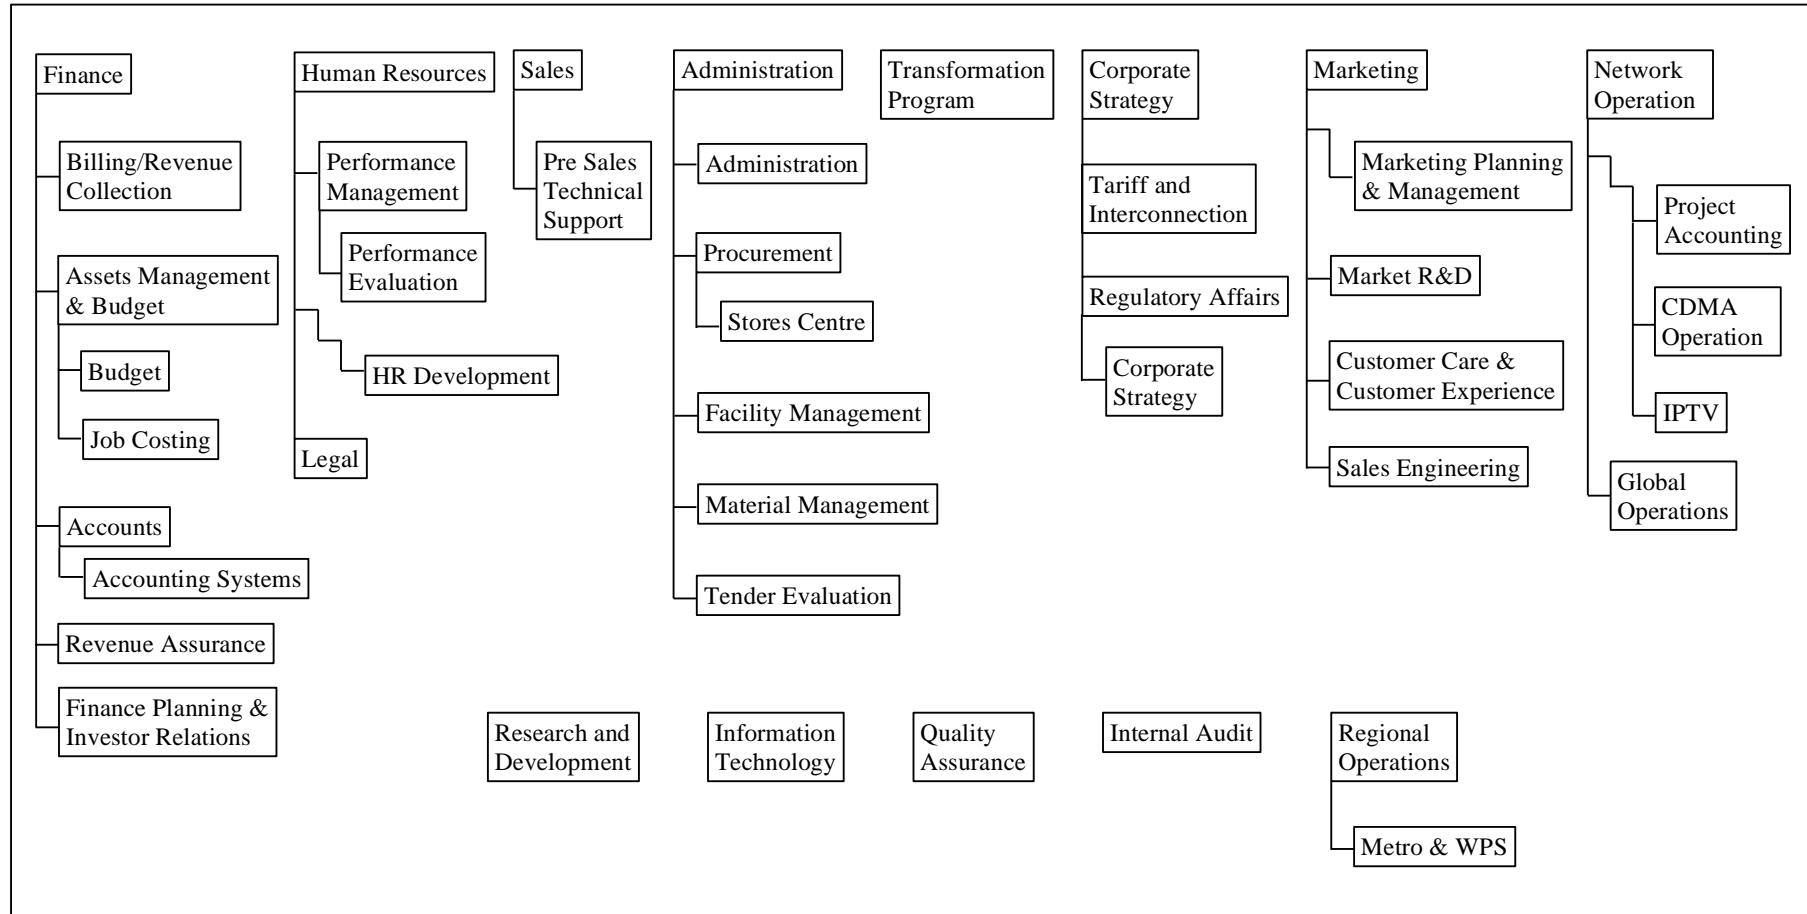 Finance
Billing/Revenue
Collection
Assets Management
& Budget
Budget
Job Costing
Accounts
Accounting Systems
Revenue Assurance
Finance Planning &
Investor Relations
Human Resources
Performance
Management
Performance
Evaluation
HR Development
Legal
Sales
Pre Sales
Technical
Support
Administration
Administration
Procurement
Stores Centre
Facility Management
Material Management
Tender Evaluation
Transformation
Program
Corporate
Strategy
Tariff and
Interconnection
Regulatory Affairs
Corporate
Strategy
Marketing
Marketing Planning
& Management
Market R&D
Customer Care &
Customer Experience
Sales Engineering
Network
Operation
Project
Accounting
CDMA
Operation
IPTV
Global
Operations
Research and
Development
Information
Technology
Quality
Assurance
Internal Audit
Regional
Operations
Metro & WPS